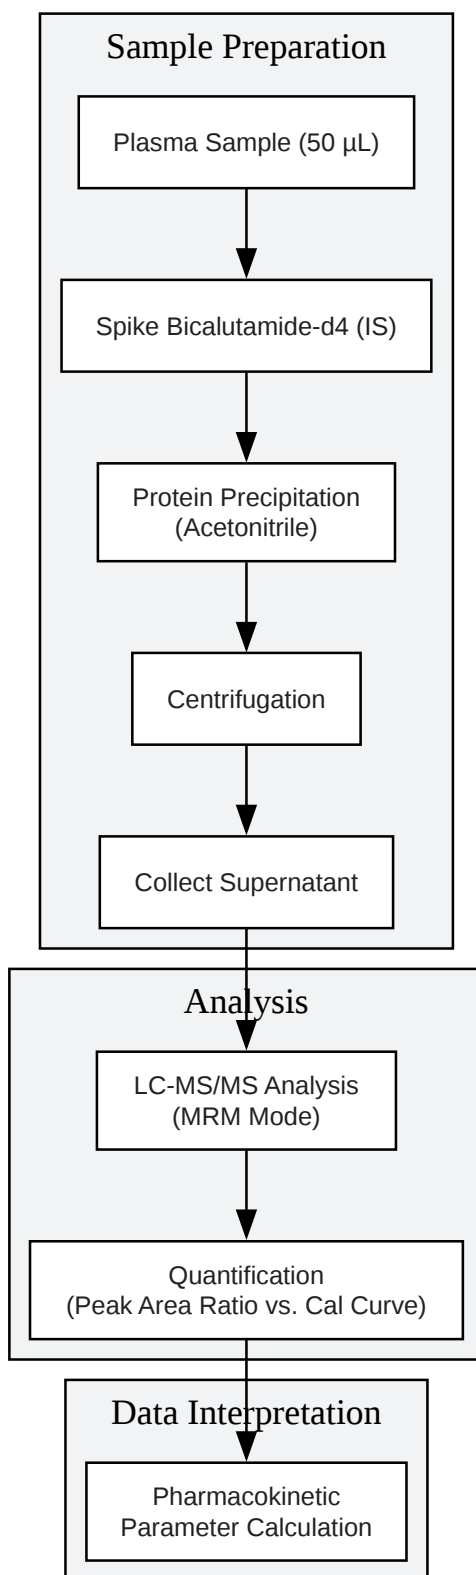 Sample Preparation
Plasma Sample (50 µL)
Spike Bicalutamide-d4 (IS)
Protein Precipitation
(Acetonitrile)
Centrifugation
Collect Supernatant
Analysis
LC-MS/MS Analysis
(MRM Mode)
Quantification
(Peak Area Ratio vs. Cal Curve)
Data Interpretation
Pharmacokinetic
Parameter Calculation